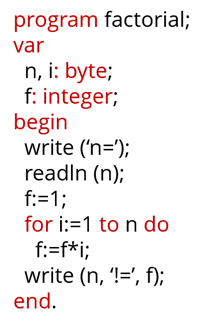 program factorial;
var
n, i: byte;
f: integer;
begin
write (‘n=’);
readln (n);
f:=1;
for i:=1 to n do
f:=f*i;
write (n, ‘!=’, f);
end.